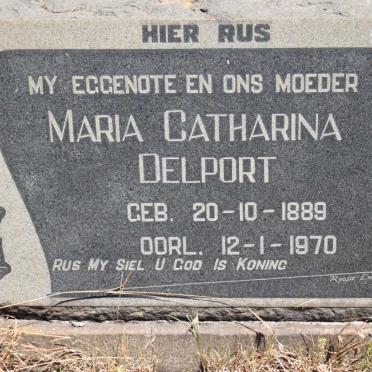 HIER RUS
MY EGGENOTE EN ONS MOEDER
MARIA CATHARINA
DELPORT
GEB. 20-10-1889
OORL. 12-1-1970
RUS MY SIEL U GOD IS KONING